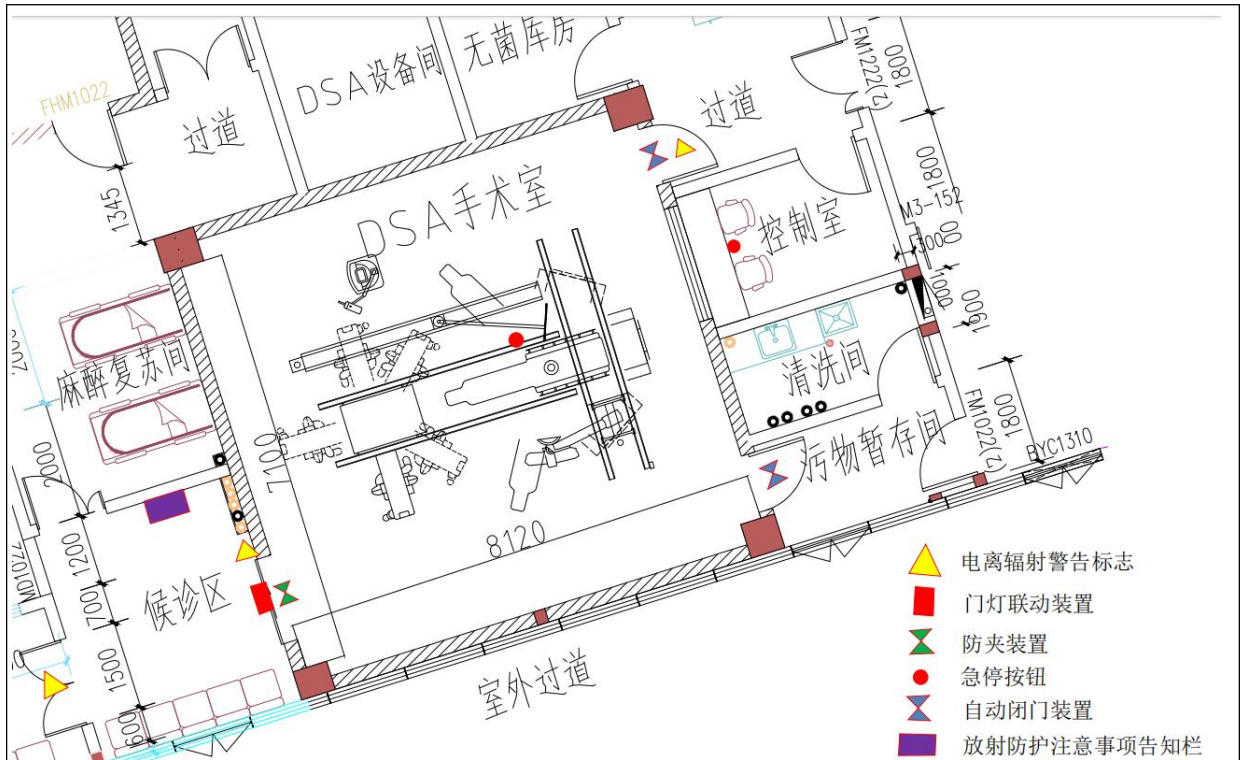 FHM1022
过道
DSA设备间
无菌库房
过道
FM1222(2)
1800
1345
DSA手术室
控制室
1800
M3-152
300
1000
1900
麻醉复苏间
2000
清洗间
1800
FM1022(2)
污物暂存间
BYC1310
7100
8120
2000
1200
700
候诊区
1500
600
室外过道
电离辐射警告标志
门灯联动装置
防夹装置
急停按钮
自动闭门装置
放射防护注意事项告知栏